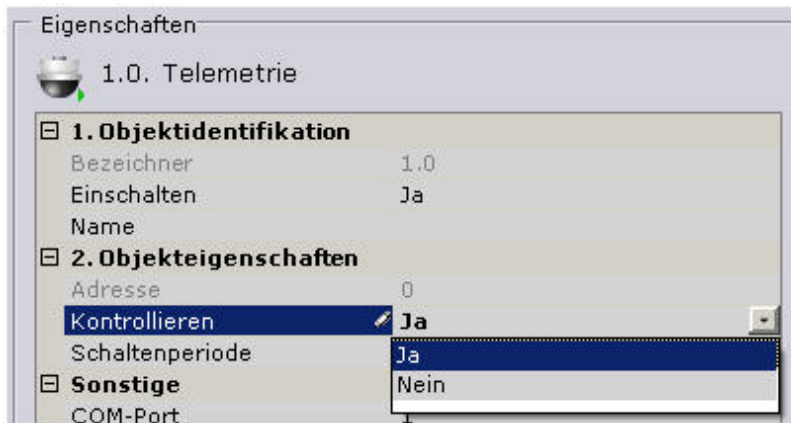 Eigenschaften
1.0. Telemetrie
1. Objektidentifikation
Bezeichner 1.0
Einschalten Ja
Name
2. Objekteigenschaften
Adresse 0
Kontrollieren Ja
Schaltenperiode Ja
Sonstige Nein
COM-Port 1